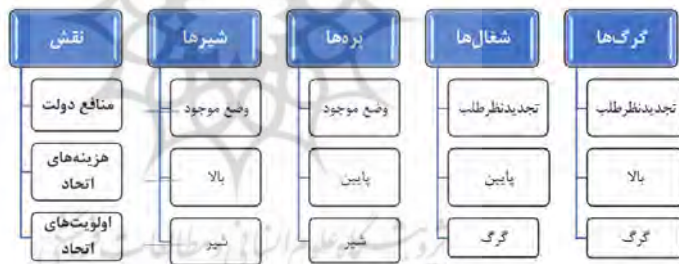 نقش شیرها بره‌ها شغال‌ها گرگ‌ها
منافع دولت وضع موجود وضع موجود تجدیدنظرطلب تجدیدنظرطلب
هزینه‌های
اتحاد بالا پایین پایین بالا
اولویت‌های
اتحاد شیر شیر گرگ گرگ